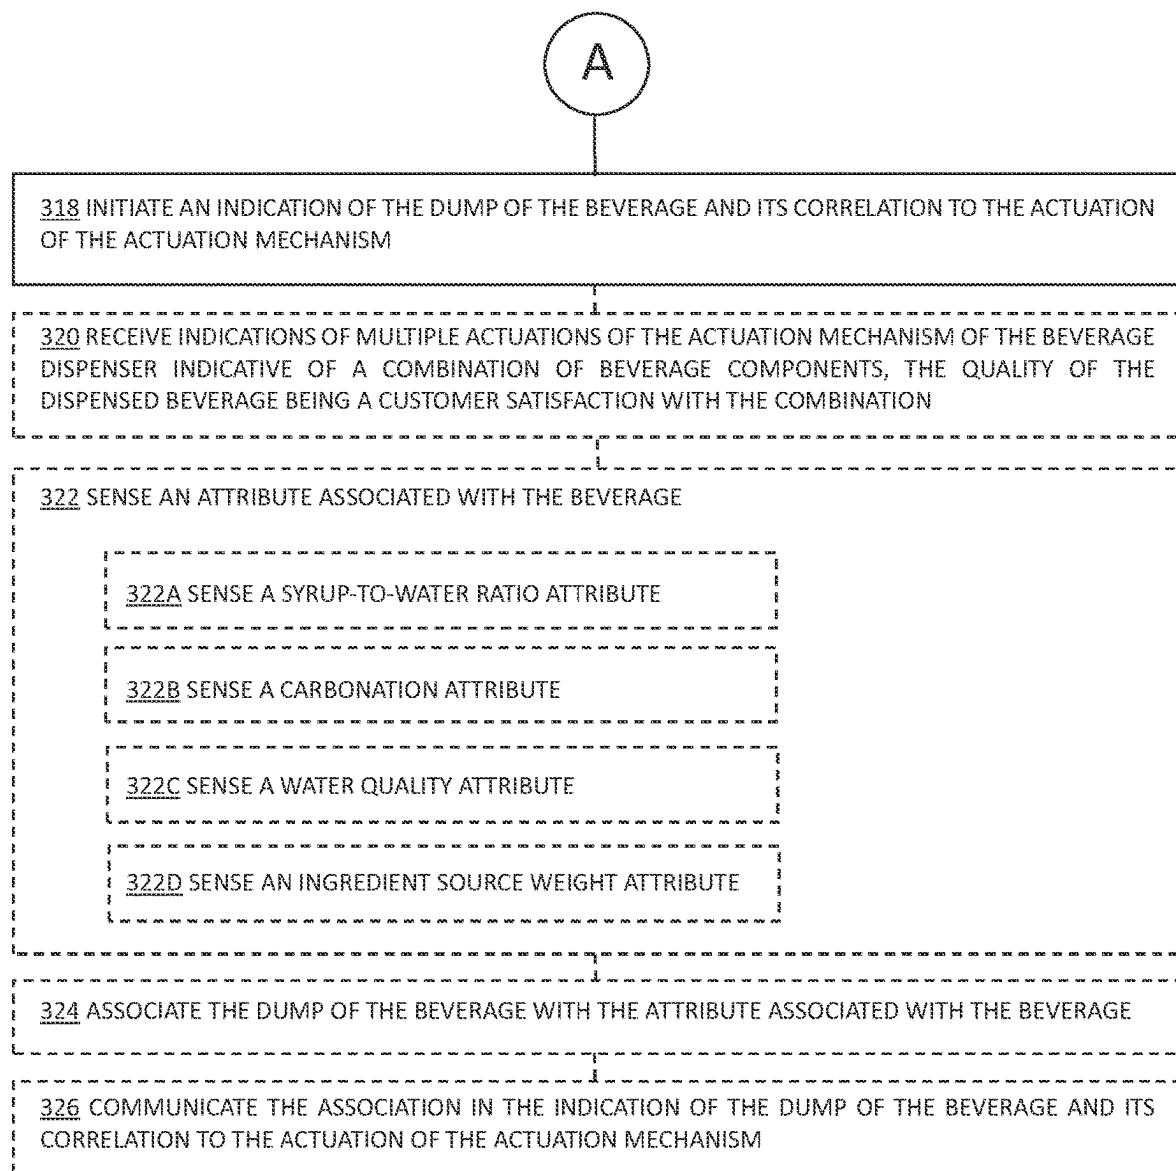 A
318 INITIATE AN INDICATION OF THE DUMP OF THE BEVERAGE AND ITS CORRELATION TO THE ACTUATION
OF THE ACTUATION MECHANISM
320 RECEIVE INDICATIONS OF MULTIPLE ACTUATIONS OF THE ACTUATION MECHANISM OF THE BEVERAGE
DISPENSER INDICATIVE OF A COMBINATION OF BEVERAGE COMPONENTS, THE QUALITY OF THE
DISPENSED BEVERAGE BEING A CUSTOMER SATISFACTION WITH THE COMBINATION
322 SENSE AN ATTRIBUTE ASSOCIATED WITH THE BEVERAGE
322A SENSE A SYRUP-TO-WATER RATIO ATTRIBUTE
322B SENSE A CARBONATION ATTRIBUTE
322C SENSE A WATER QUALITY ATTRIBUTE
322D SENSE AN INGREDIENT SOURCE WEIGHT ATTRIBUTE
324 ASSOCIATE THE DUMP OF THE BEVERAGE WITH THE ATTRIBUTE ASSOCIATED WITH THE BEVERAGE
326 COMMUNICATE THE ASSOCIATION IN THE INDICATION OF THE DUMP OF THE BEVERAGE AND ITS
CORRELATION TO THE ACTUATION OF THE ACTUATION MECHANISM